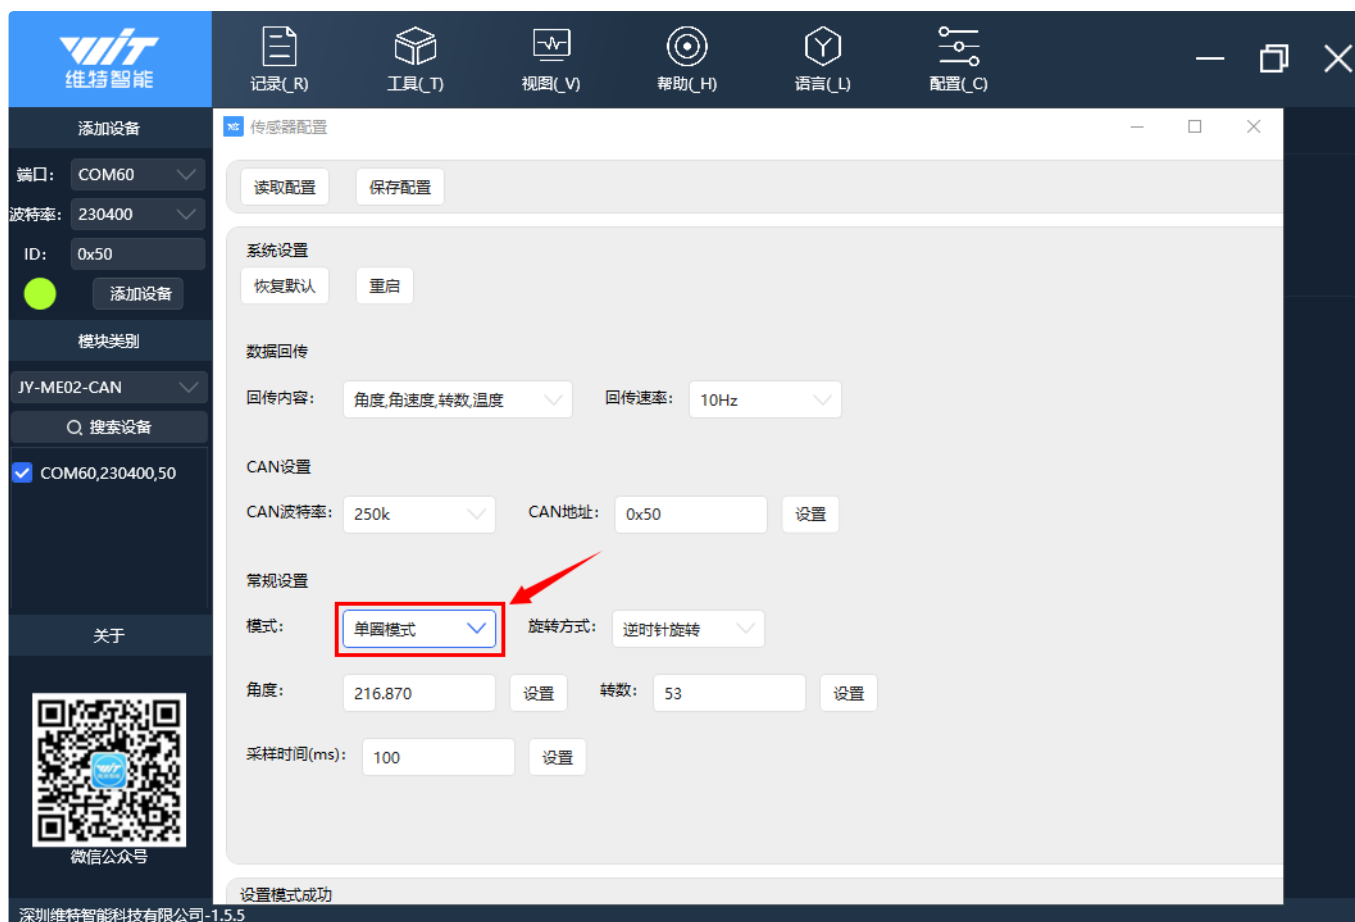 WIT
维特智能
记录(_R)
工具(_T)
视图(_V)
帮助(_H)
语言(_L)
配置(_C)
添加设备
端口: COM60
波特率: 230400
ID: 0x50
添加设备
模块类别
JY-ME02-CAN
搜索设备
COM60,230400,50
关于
微信公众号
深圳维特智能科技有限公司-1.5.5
传感器配置
读取配置 保存配置
系统设置
恢复默认 重启
数据回传
回传内容: 角度,角速度,转数,温度 回传速率: 10Hz
CAN设置
CAN波特率: 250k CAN地址: 0x50 设置
常规设置
模式: 单圆模式 旋转方式: 逆时针旋转
角度: 216.870 设置 转数: 53 设置
采样时间(ms): 100 设置
设置模式成功